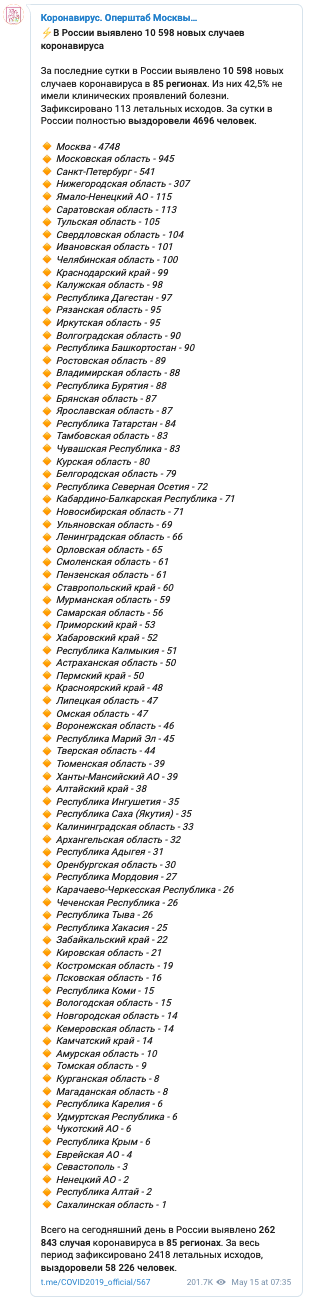 Коронавирус. Оперштаб Москвы...
⚡В России выявлено 10 598 новых случаев
коронавируса
За последние сутки в России выявлено 10 598 новых
случаев коронавируса в 85 регионах. Из них 42,5% не
имели клинических проявлений болезни.
Зафиксировано 113 летальных исходов. За сутки в
России полностью выздоровели 4696 человек.
🔸 Москва - 4748
🔸 Московская область - 945
🔸 Санкт-Петербург - 541
🔸 Нижегородская область - 307
🔸 Ямало-Ненецкий АО - 115
🔸 Саратовская область - 113
🔸 Тульская область - 105
🔸 Свердловская область - 104
🔸 Ивановская область - 101
🔸 Челябинская область - 100
🔸 Краснодарский край - 99
🔸 Калужская область - 98
🔸 Республика Дагестан - 97
🔸 Рязанская область - 95
🔸 Иркутская область - 95
🔸 Волгоградская область - 90
🔸 Республика Башкортостан - 90
🔸 Ростовская область - 89
🔸 Владимирская область - 88
🔸 Республика Бурятия - 88
🔸 Брянская область - 87
🔸 Ярославская область - 87
🔸 Республика Татарстан - 84
🔸 Тамбовская область - 83
🔸 Чувашская Республика - 83
🔸 Курская область - 80
🔸 Белгородская область - 79
🔸 Республика Северная Осетия - 72
🔸 Кабардино-Балкарская Республика - 71
🔸 Новосибирская область - 71
🔸 Ульяновская область - 69
🔸 Ленинградская область - 66
🔸 Орловская область - 65
🔸 Смоленская область - 61
🔸 Пензенская область - 61
🔸 Ставропольский край - 60
🔸 Мурманская область - 59
🔸 Самарская область - 56
🔸 Приморский край - 53
🔸 Хабаровский край - 52
🔸 Республика Калмыкия - 51
🔸 Астраханская область - 50
🔸 Пермский край - 50
🔸 Красноярский край - 48
🔸 Липецкая область - 47
🔸 Омская область - 47
🔸 Воронежская область - 46
🔸 Республика Марий Эл - 45
🔸 Тверская область - 44
🔸 Тюменская область - 39
🔸 Ханты-Мансийский АО - 39
🔸 Алтайский край - 38
🔸 Республика Ингушетия - 35
🔸 Республика Саха (Якутия) - 35
🔸 Калининградская область - 33
🔸 Архангельская область - 32
🔸 Республика Адыгея - 31
🔸 Оренбургская область - 30
🔸 Республика Мордовия - 27
🔸 Карачаево-Черкесская Республика - 26
🔸 Чеченская Республика - 26
🔸 Республика Тыва - 26
🔸 Республика Хакасия - 25
🔸 Забайкальский край - 22
🔸 Кировская область - 21
🔸 Костромская область - 19
🔸 Псковская область - 16
🔸 Республика Коми - 15
🔸 Вологодская область - 15
🔸 Новгородская область - 14
🔸 Кемеровская область - 14
🔸 Камчатский край - 14
🔸 Амурская область - 10
🔸 Томская область - 9
🔸 Курганская область - 8
🔸 Магаданская область - 8
🔸 Республика Карелия - 6
🔸 Удмуртская Республика - 6
🔸 Чукотский АО - 6
🔸 Республика Крым - 6
🔸 Еврейская АО - 4
🔸 Севастополь - 3
🔸 Ненецкий АО - 2
🔸 Республика Алтай - 2
🔸 Сахалинская область - 1
Всего на сегодняшний день в России выявлено 262
843 случая коронавируса в 85 регионах. За весь
период зафиксировано 2418 летальных исходов,
выздоровели 58 226 человек.
t.me/COVID2019_official/567 201.7K May 15 at 07:35